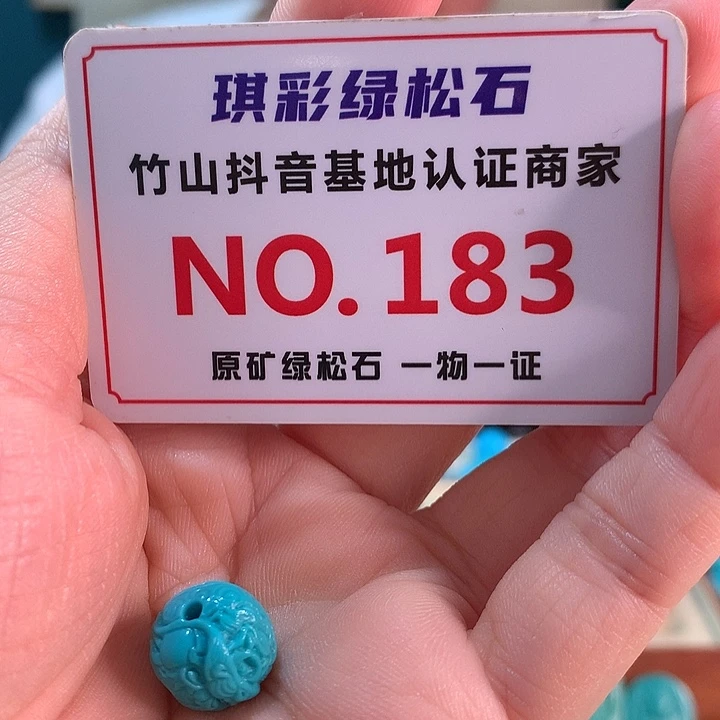 琪彩绿松石
竹山抖音基地认证商家
NO.183
原矿绿松石 一物一证